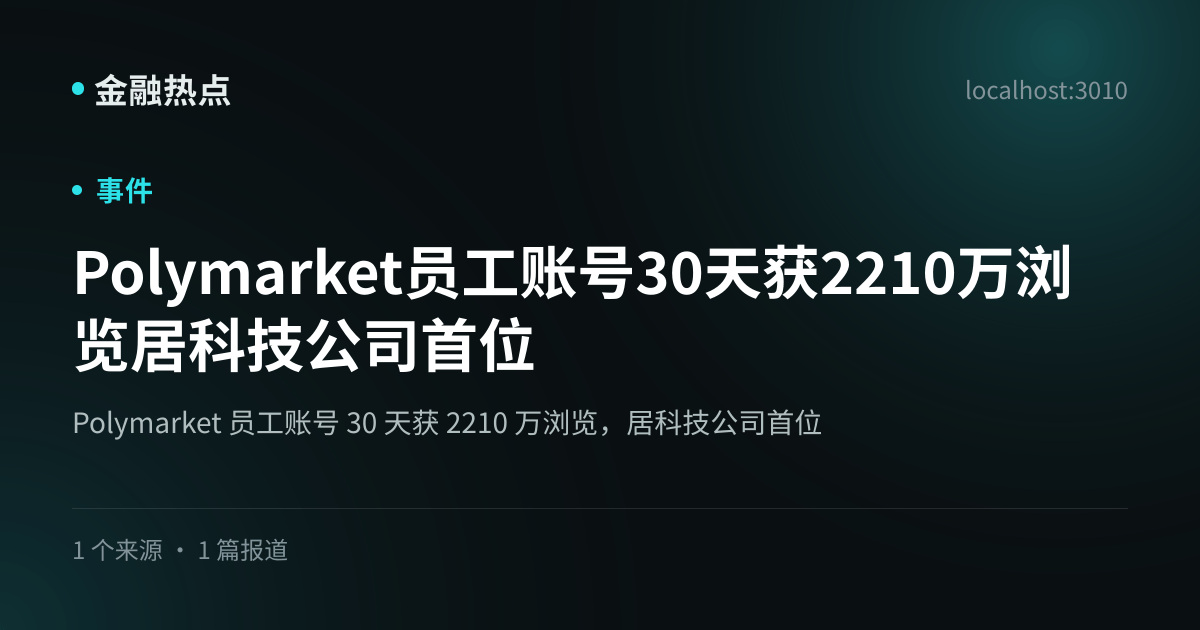 金融热点
localhost:3010
事件
Polymarket员工账号30天获2210万浏
览居科技公司首位
Polymarket 员工账号 30 天获 2210 万浏览，居科技公司首位
1 个来源 · 1 篇报道